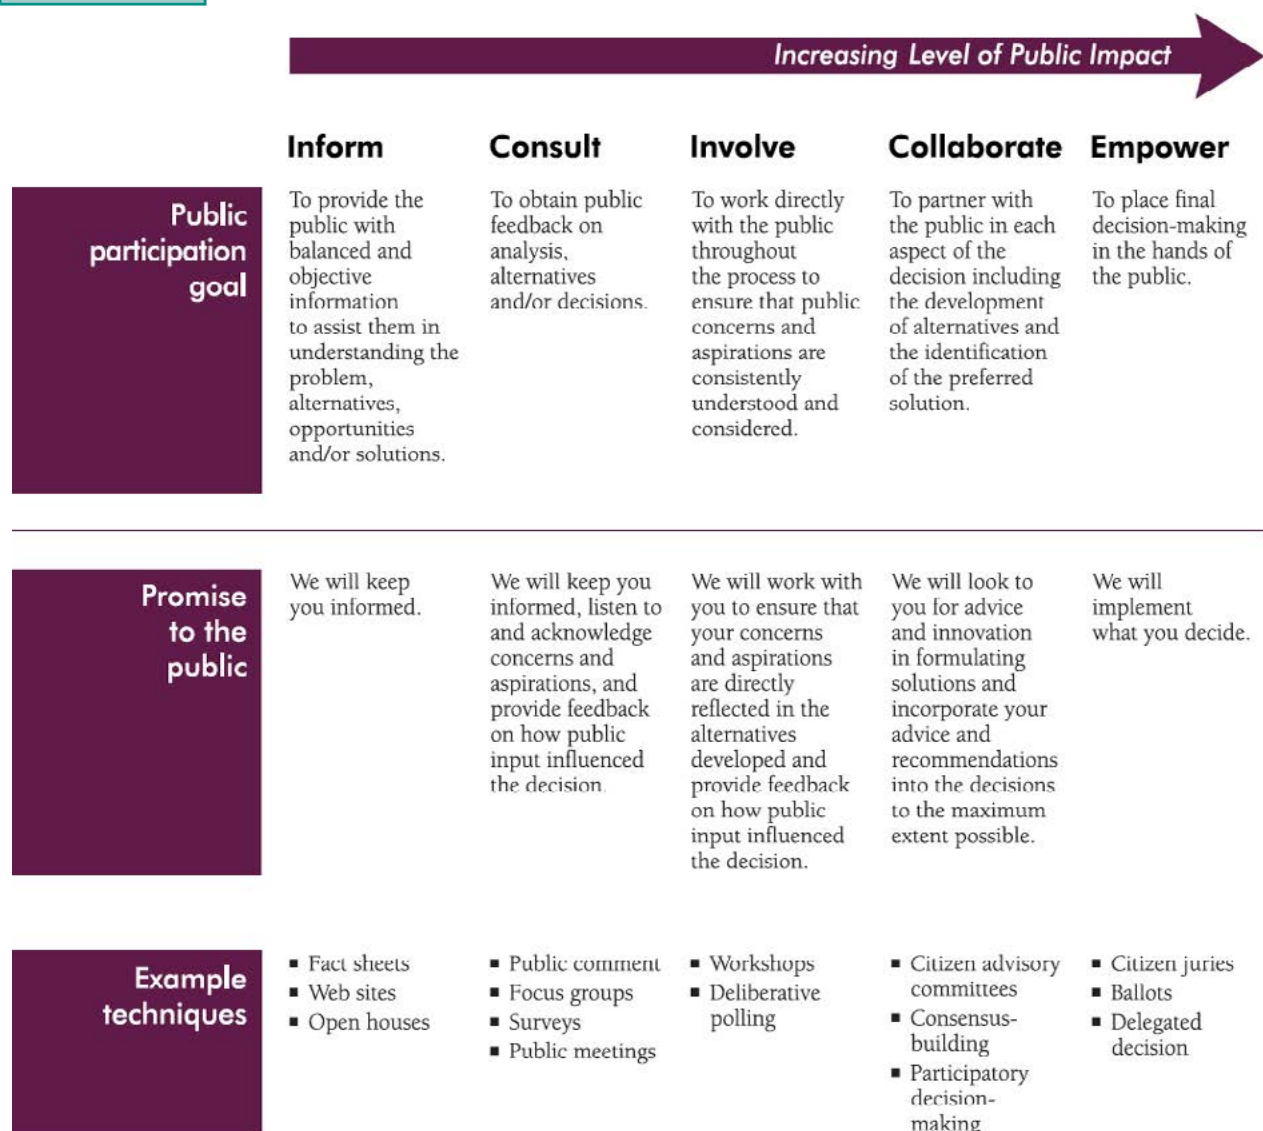 Increasing Level of Public Impact
Inform
Consult
Involve
Collaborate
Empower
Public
participation
goal
To provide the
public with
balanced and
objective
information
to assist them in
understanding the
problem,
alternatives,
opportunities
and/or solutions.
To obtain public
feedback on
analysis,
alternatives
and/or decisions.
To work directly
with the public
throughout
the process to
ensure that public
concerns and
aspirations are
consistently
understood and
considered.
To partner with
the public in each
aspect of the
decision including
the development
of alternatives and
the identification
of the preferred
solution.
To place final
decision-making
in the hands of
the public.
Promise
to the
public
We will keep
you informed.
We will keep you
informed, listen to
and acknowledge
concerns and
aspirations, and
provide feedback
on how public
input influenced
the decision.
We will work with
you to ensure that
your concerns
and aspirations
are directly
reflected in the
alternatives
developed and
provide feedback
on how public
input influenced
the decision.
We will look to
you for advice
and innovation
in formulating
solutions and
incorporate your
advice and
recommendations
into the decisions
to the maximum
extent possible.
We will
implement
what you decide.
Example
techniques
▪ Fact sheets
▪ Web sites
▪ Open houses
▪ Public comment
▪ Focus groups
▪ Surveys
▪ Public meetings
▪ Workshops
▪ Deliberative
polling
▪ Citizen advisory
committees
▪ Consensus-
building
▪ Participatory
decision-
making
▪ Citizen juries
▪ Ballots
▪ Delegated
decision